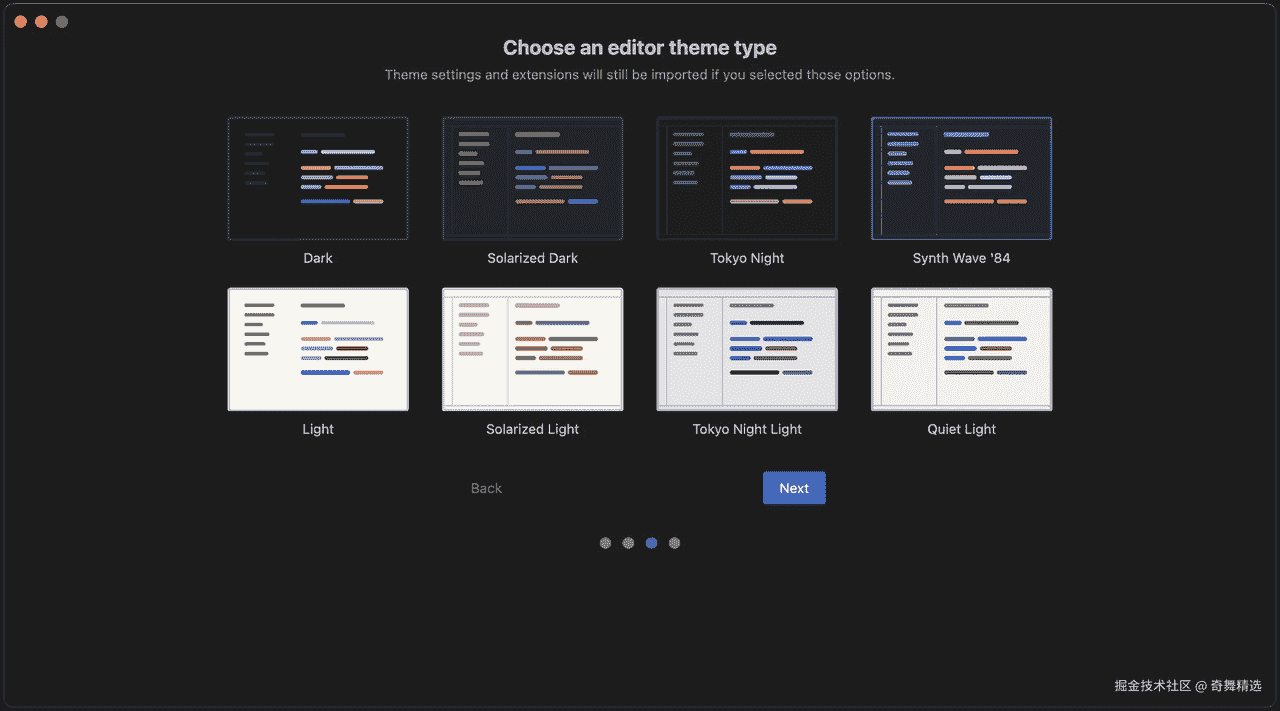 Choose an editor theme type
Theme settings and extensions will still be imported if you selected those options.
Dark
Solarized Dark
Tokyo Night
Synth Wave '84
Light
Solarized Light
Tokyo Night Light
Quiet Light
Back
Next
掘金技术社区 @ 奇舞精选